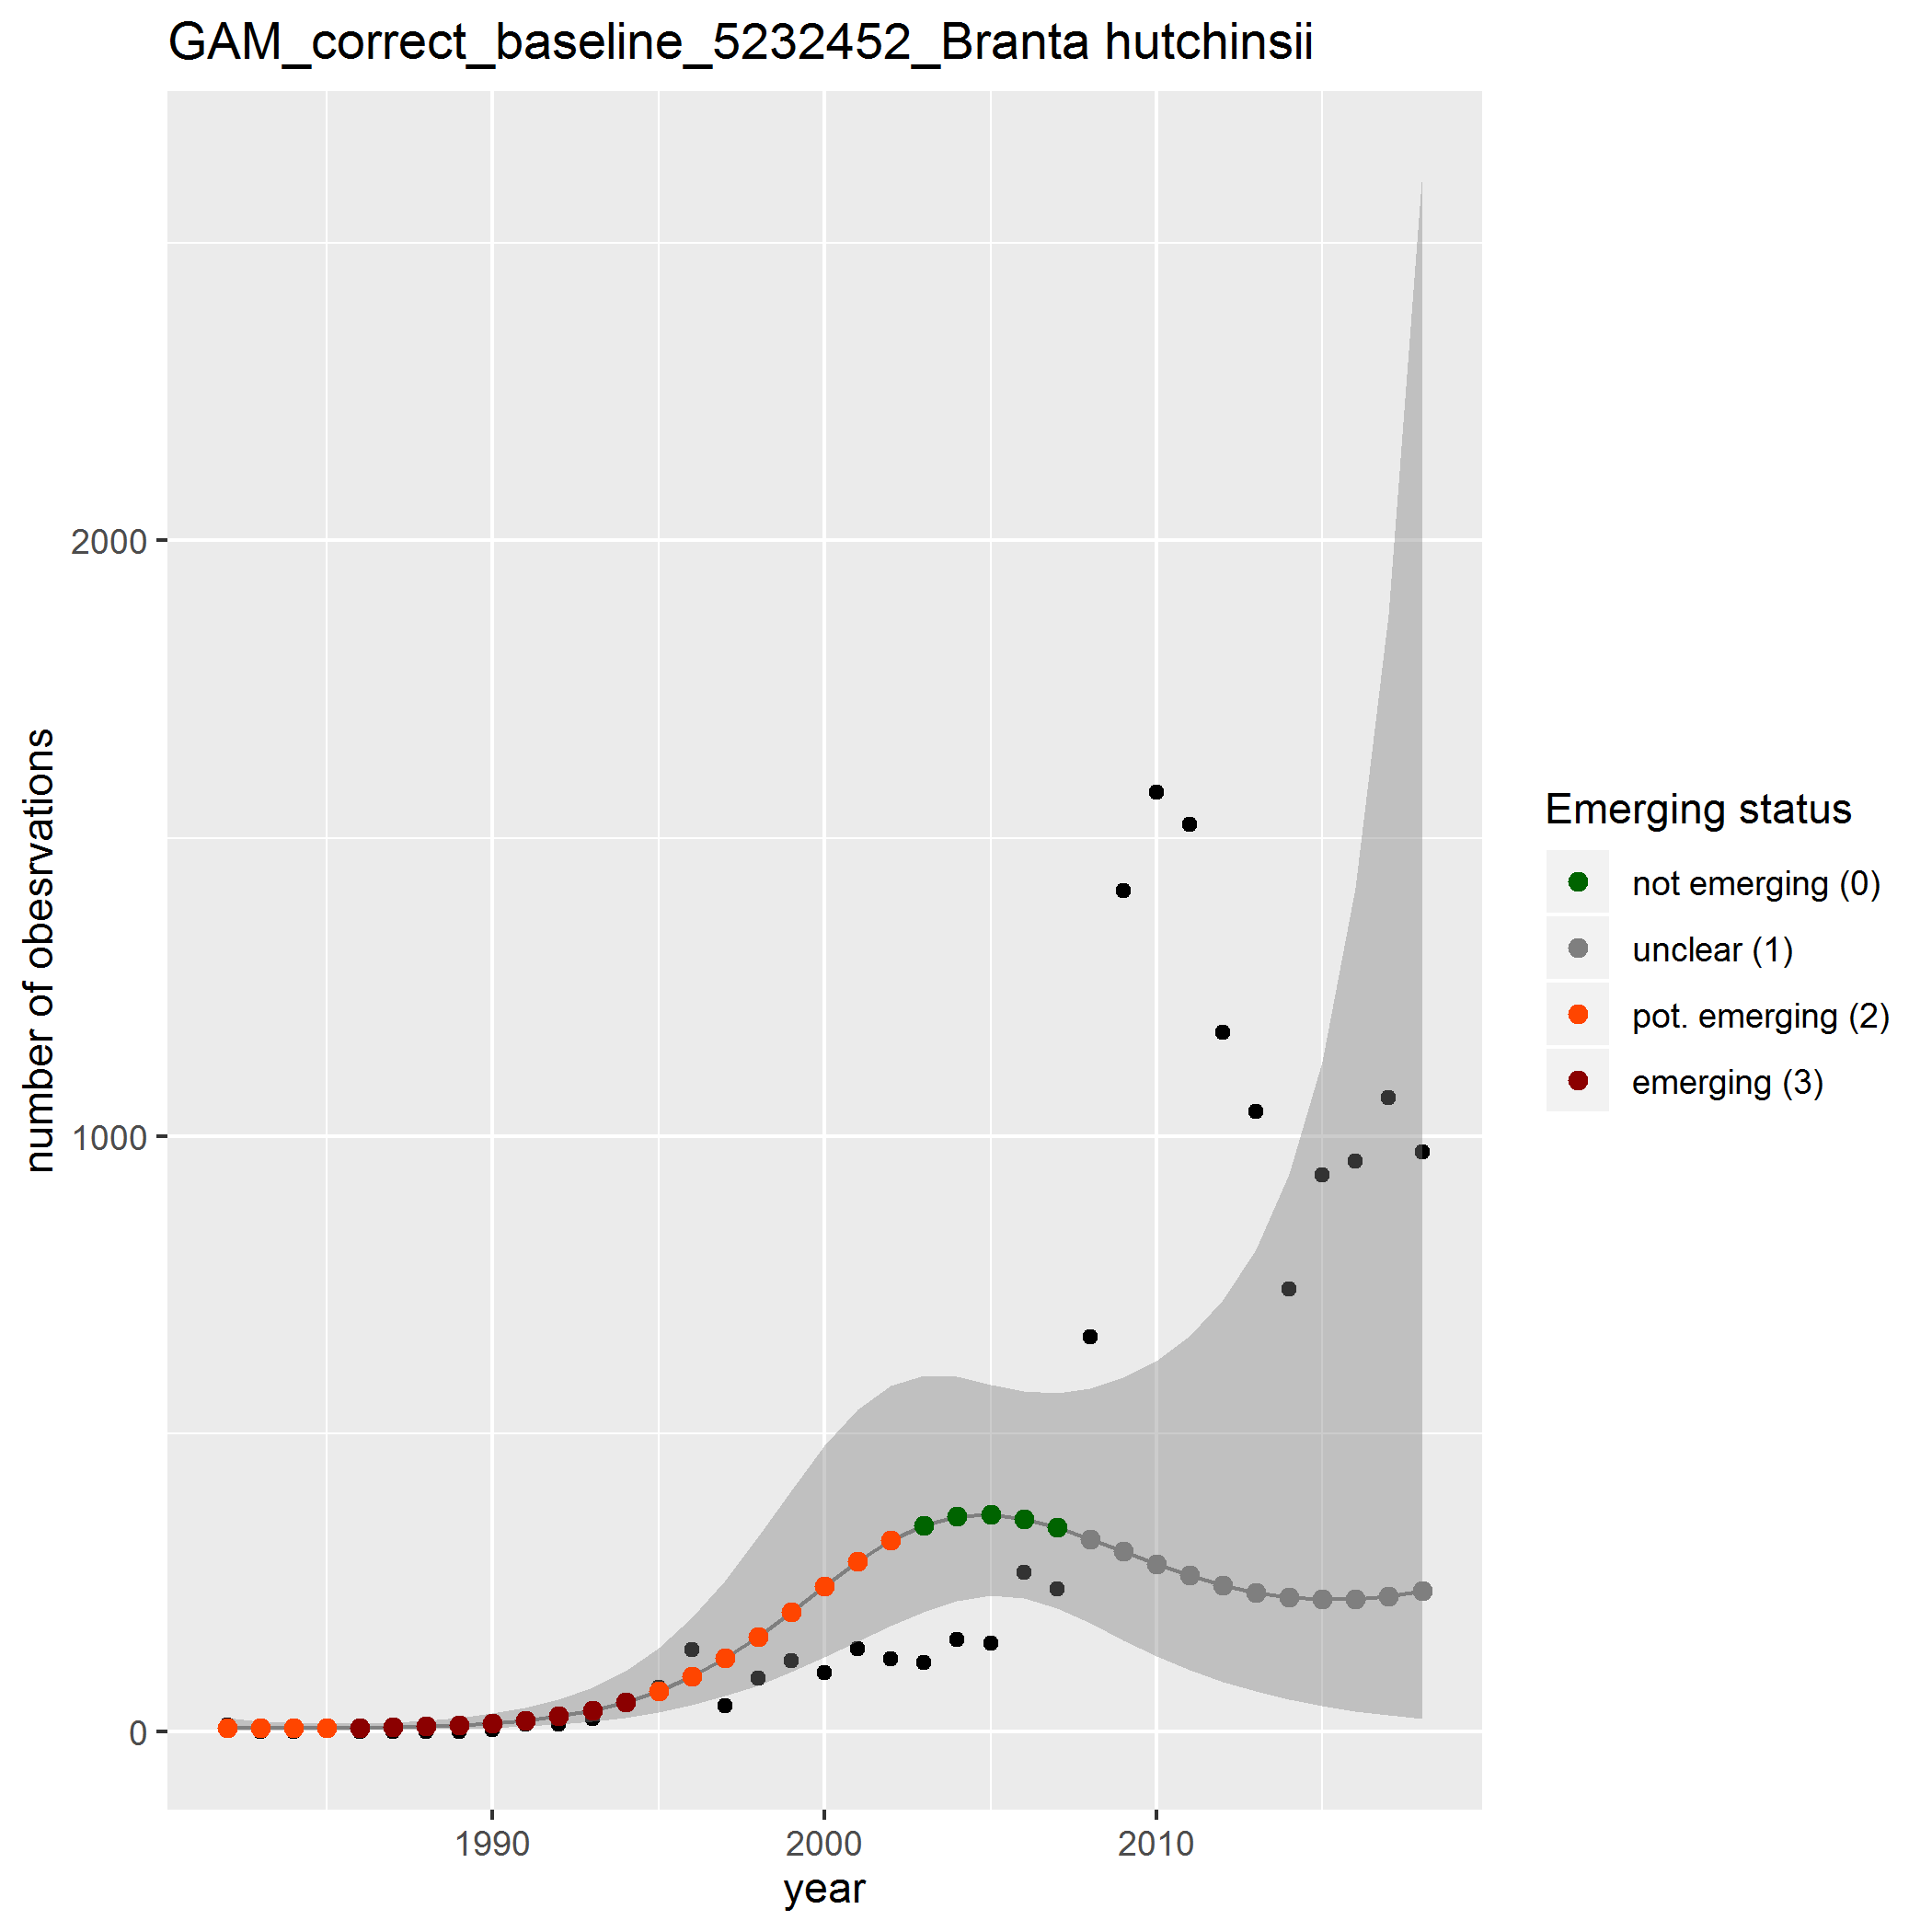 GAM_correct_baseline_5232452_Branta hutchinsii
number of obesrvations
2000
1000
0
1990
2000
2010
year
Emerging status
not emerging (0)
unclear (1)
pot. emerging (2)
emerging (3)